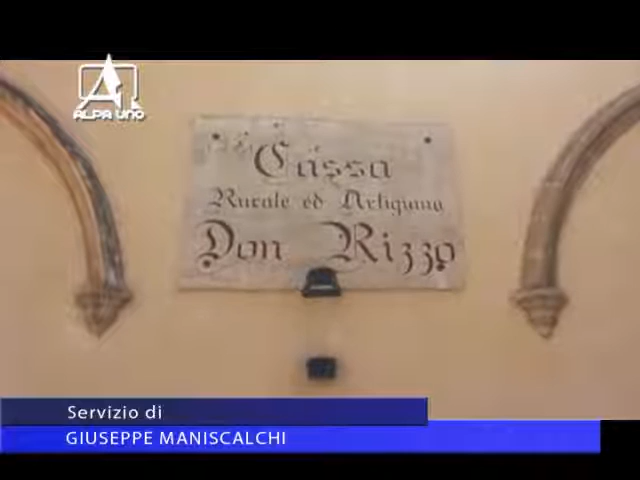 ALPA UNO
Cassa
Rurale ed Artigiana
Don Rizzo
Servizio di
GIUSEPPE MANISCALCHI